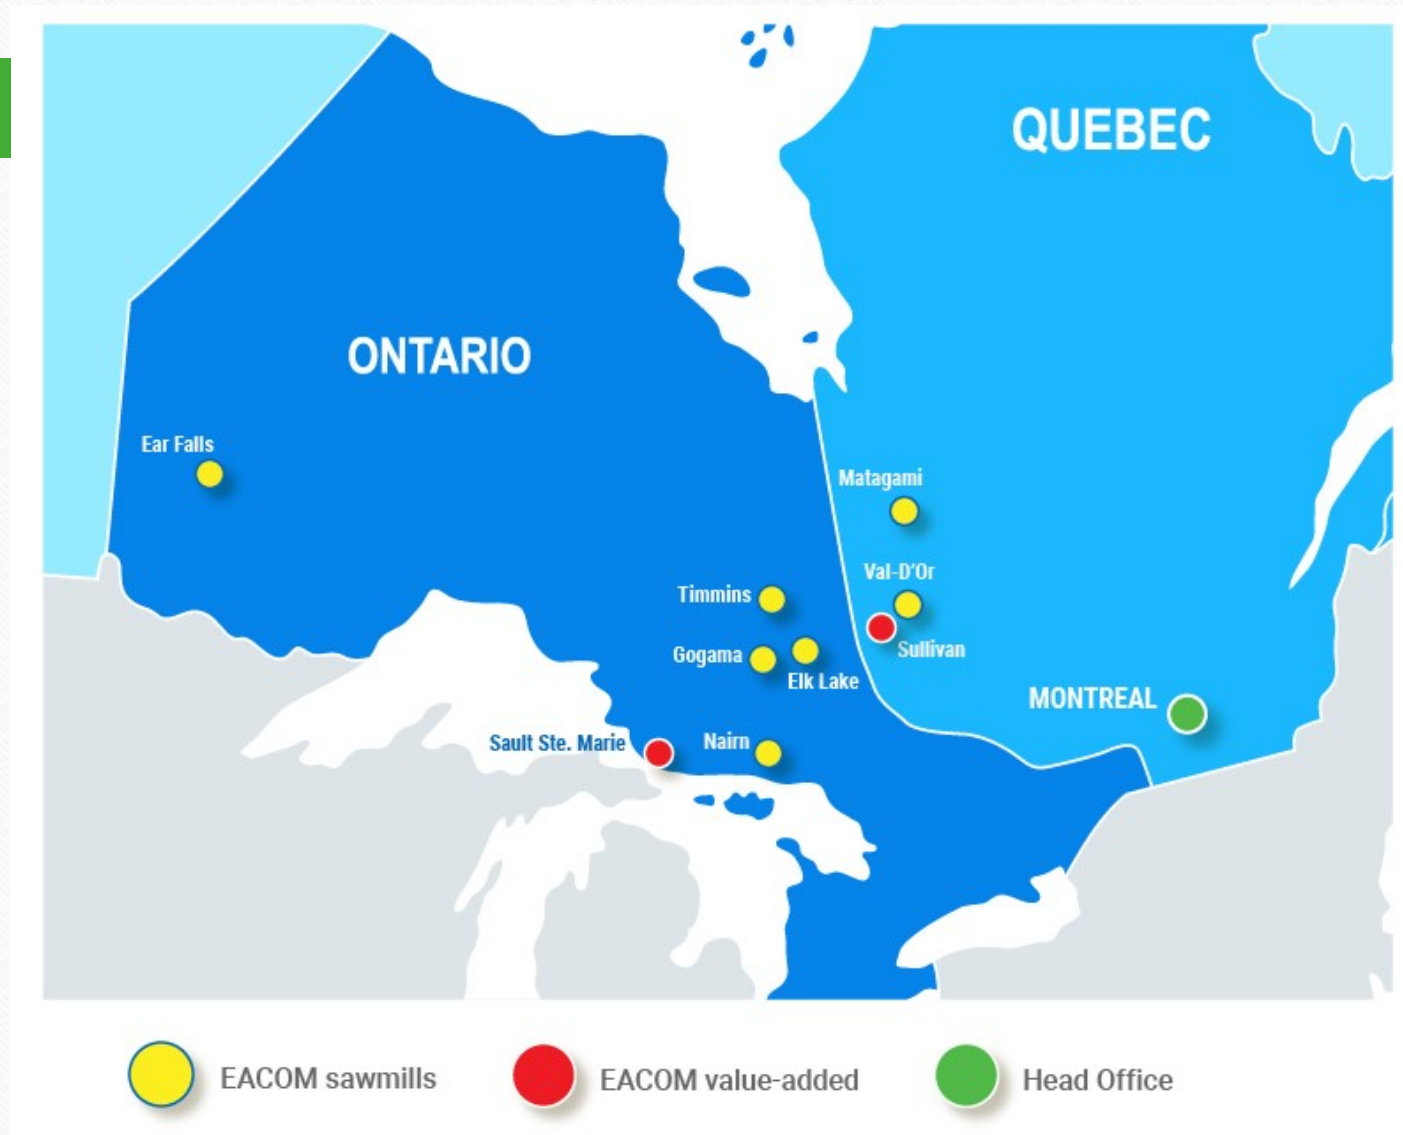 QUEBEC
ONTARIO
Ear Falls
Matagami
Val-D'Or
Timmins
Sullivan
Gogama
Elk Lake
MONTREAL
Sault Ste. Marie
Nairn
EACOM sawmills
EACOM value-added
Head Office